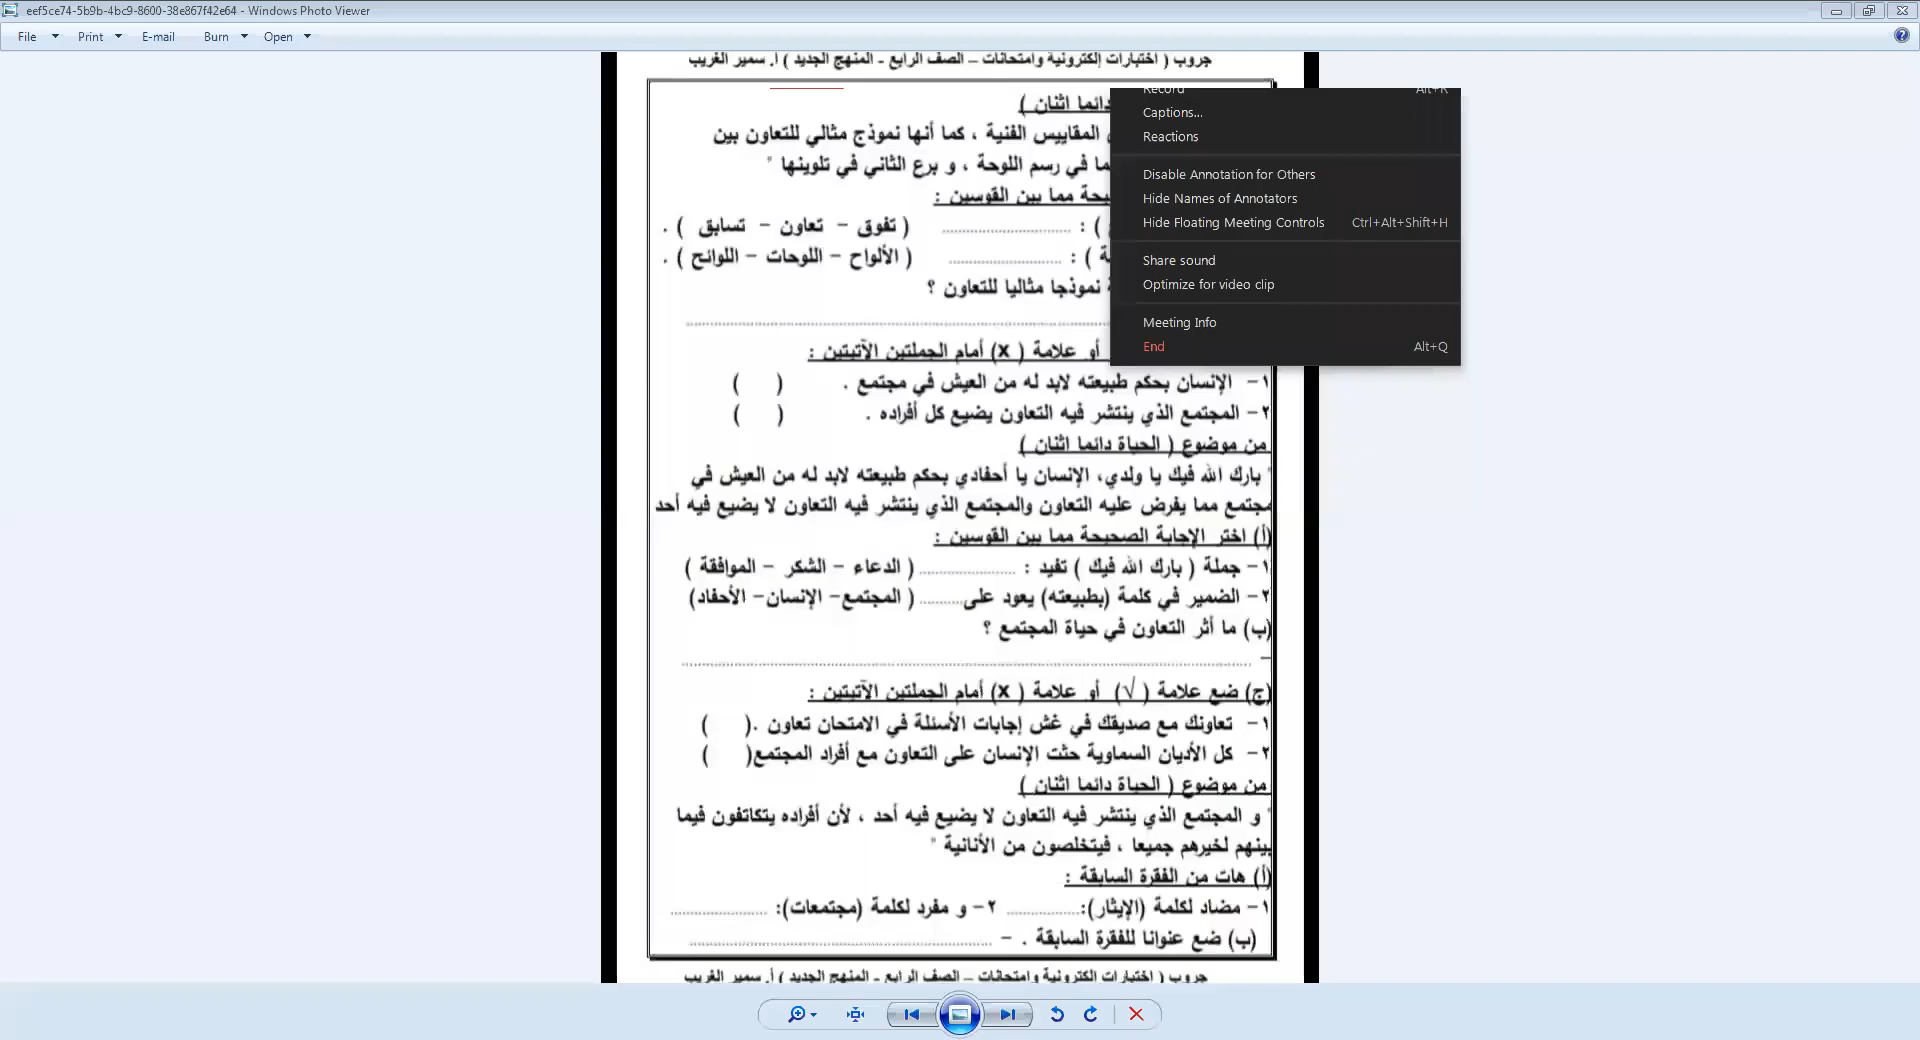 eef5ce74-5b9b-4bc9-8600-38e867f42e64 - Windows Photo Viewer
File Print E-mail Burn Open
جروب ( اختبارات إلكترونية وامتحانات – الصف الرابع - المنهج الجديد ) أ. سمير الغريب
دائما اثنان )
المقاييس الفنية ، كما أنها نموذج مثالي للتعاون بين
في رسم اللوحة ، و برع الثاني في تلوينها "
مما بين القوسين :
) : .................... ( تفوق – تعاون – تسابق ) .
) : .................... ( الألواح – اللوحات – اللوائح ) .
نموذجا مثاليا للتعاون ؟
أو علامة ( x ) أمام الجملتين الآتيتين :
١- الإنسان بحكم طبيعته لابد له من العيش في مجتمع . ( )
٢- المجتمع الذي ينتشر فيه التعاون يضيع كل أفراده . ( )
من موضوع ( الحياة دائما اثنان )
" بارك الله فيك يا ولدي، الإنسان يا أحفادي بحكم طبيعته لابد له من العيش في
مجتمع مما يفرض عليه التعاون والمجتمع الذي ينتشر فيه التعاون لا يضيع فيه أحد
(أ) اختر الإجابة الصحيحة مما بين القوسين :
١- جملة ( بارك الله فيك ) تفيد : .................... ( الدعاء – الشكر – الموافقة )
٢- الضمير في كلمة (بطبيعته) يعود على.......... ( المجتمع– الإنسان– الأحفاد)
(ب) ما أثر التعاون في حياة المجتمع ؟
– ....................
(ج) ضع علامة ( √ ) أو علامة ( x ) أمام الجملتين الآتيتين :
١- تعاونك مع صديقك في غش إجابات الأسئلة في الامتحان تعاون .( )
٢- كل الأديان السماوية حثت الإنسان على التعاون مع أفراد المجتمع( )
من موضوع ( الحياة دائما اثنان )
" و المجتمع الذي ينتشر فيه التعاون لا يضيع فيه أحد ، لأن أفراده يتكاتفون فيما
بينهم لخيرهم جميعا ، فيتخلصون من الأنانية "
(أ) هات من الفقرة السابقة :
١- مضاد لكلمة (الإيثار):............ ٢- و مفرد لكلمة (مجتمعات): ................
(ب) ضع عنوانا للفقرة السابقة . – ....................
جروب ( اختبارات إلكترونية وامتحانات – الصف الرابع - المنهج الجديد ) أ. سمير الغريب
Record Alt+R
Captions...
Reactions
Disable Annotation for Others
Hide Names of Annotators
Hide Floating Meeting Controls Ctrl+Alt+Shift+H
Share sound
Optimize for video clip
Meeting Info
End Alt+Q